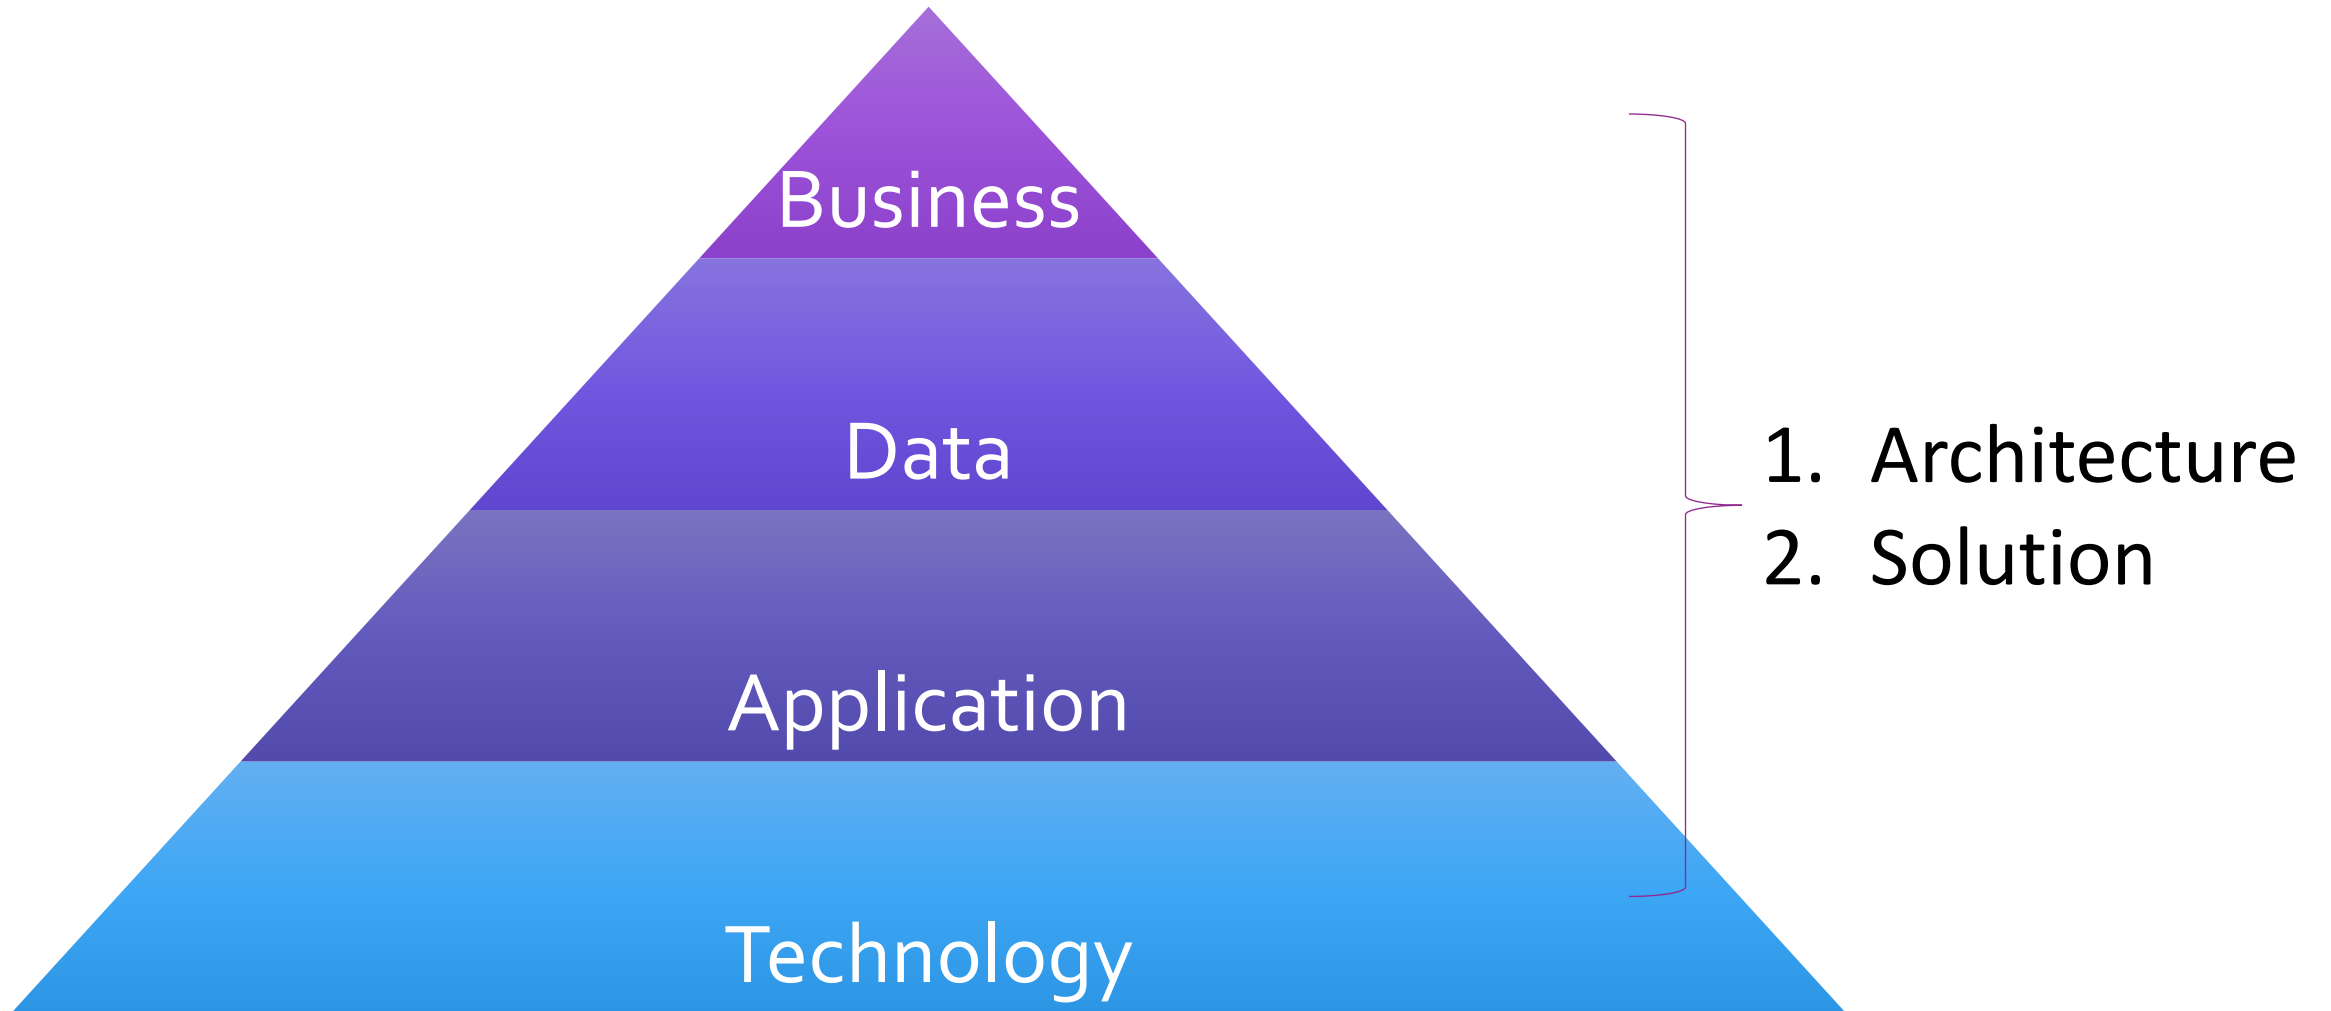 Business
Data
Application
Technology
1. Architecture
2. Solution